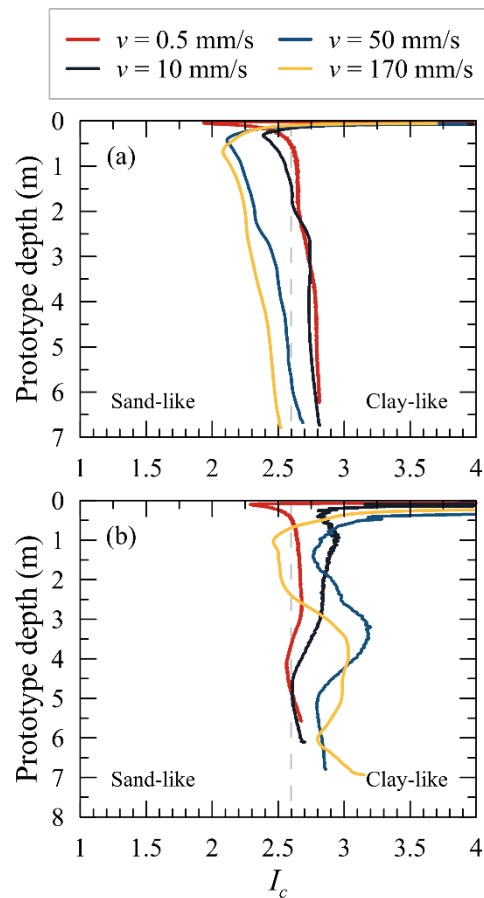 v = 0.5 mm/s v = 50 mm/s
v = 10 mm/s v = 170 mm/s
(a)
Prototype depth (m)
0
1
2
3
4
5
6
7
Sand-like Clay-like
1 1.5 2 2.5 3 3.5 4
(b)
Prototype depth (m)
0
1
2
3
4
5
6
7
8
Sand-like Clay-like
1 1.5 2 2.5 3 3.5 4
I_c